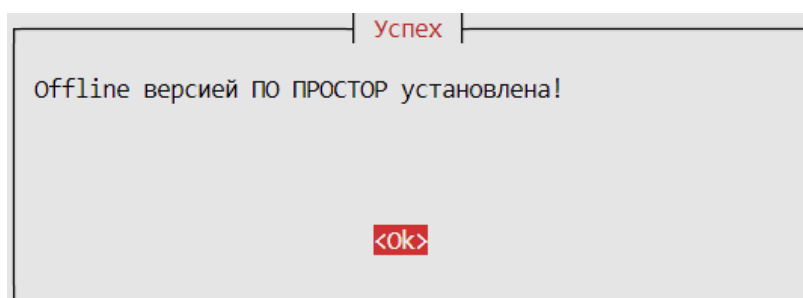 Успех
Offline версией ПО ПРОСТОР установлена!
<Ok>